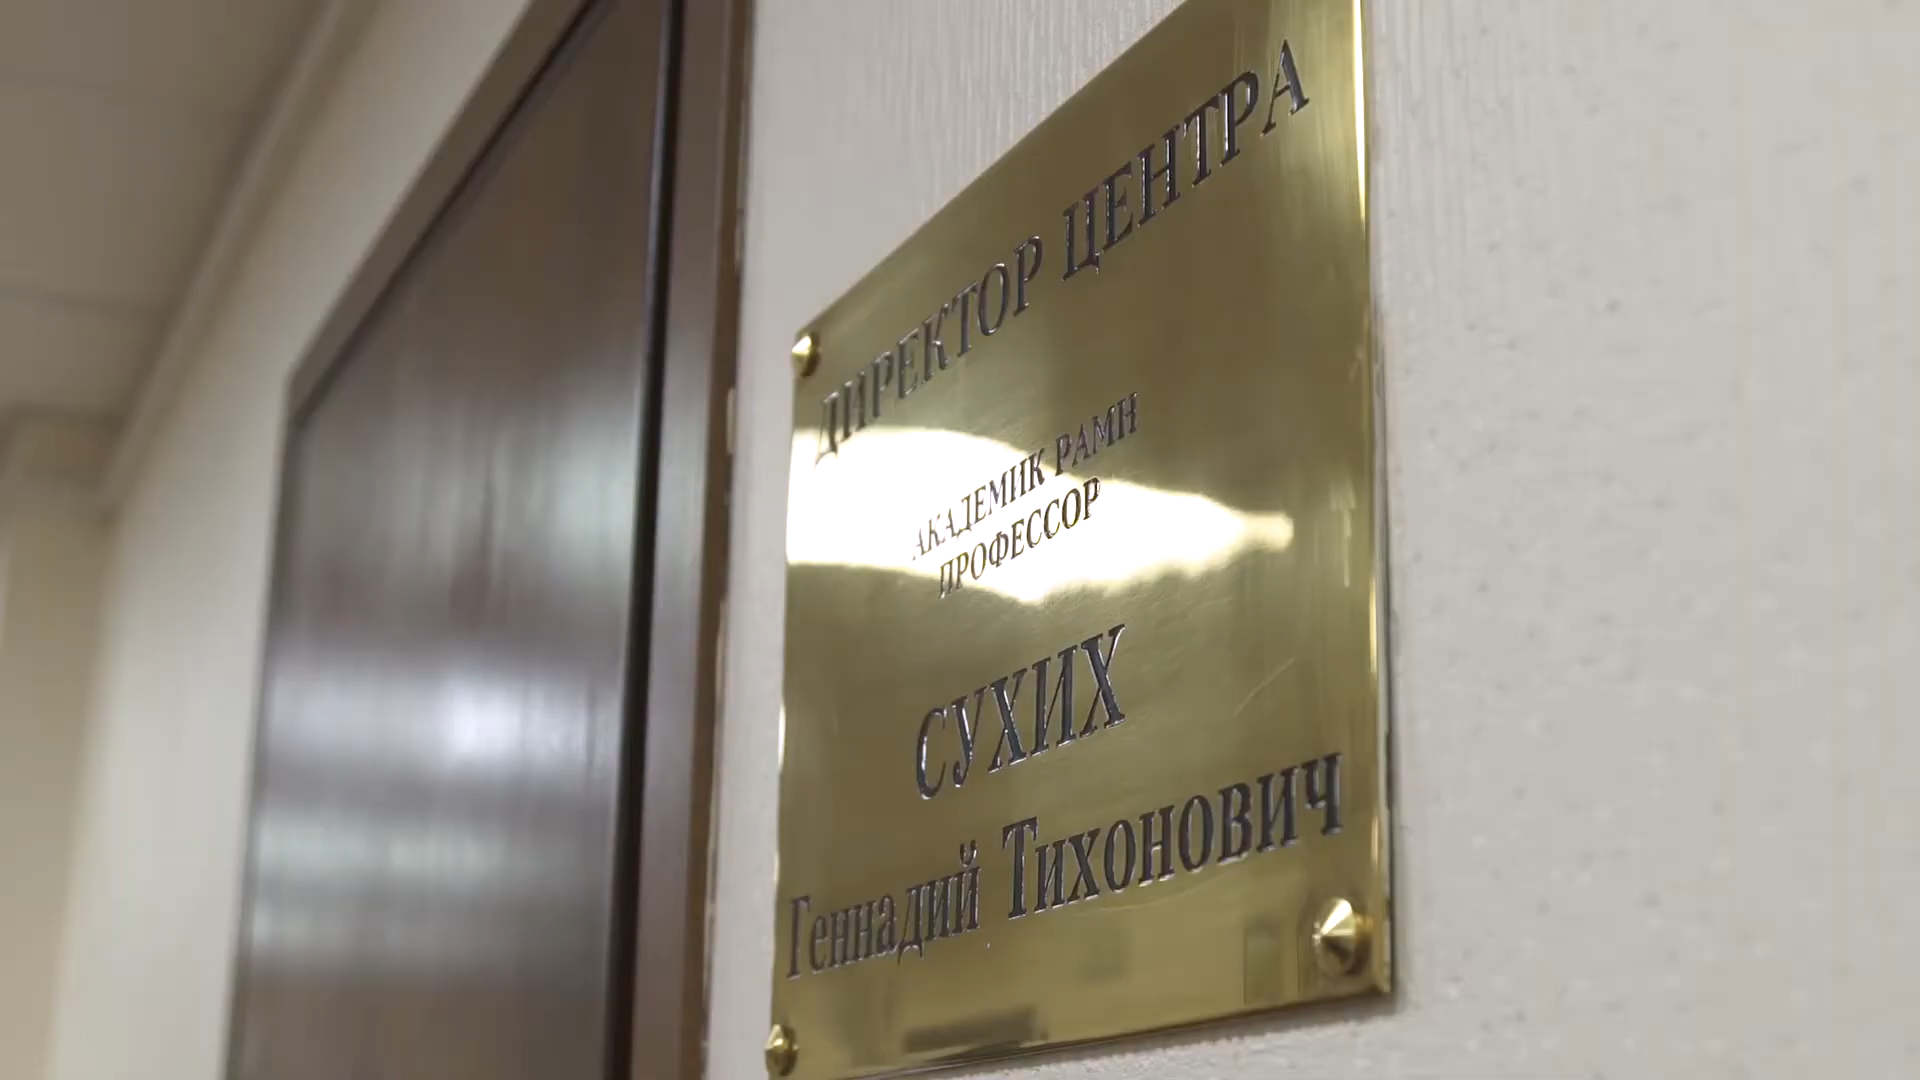 ДИРЕКТОР ЦЕНТРА
АКАДЕМИК РАМН
ПРОФЕССОР
СУХИХ
Геннадий Тихонович